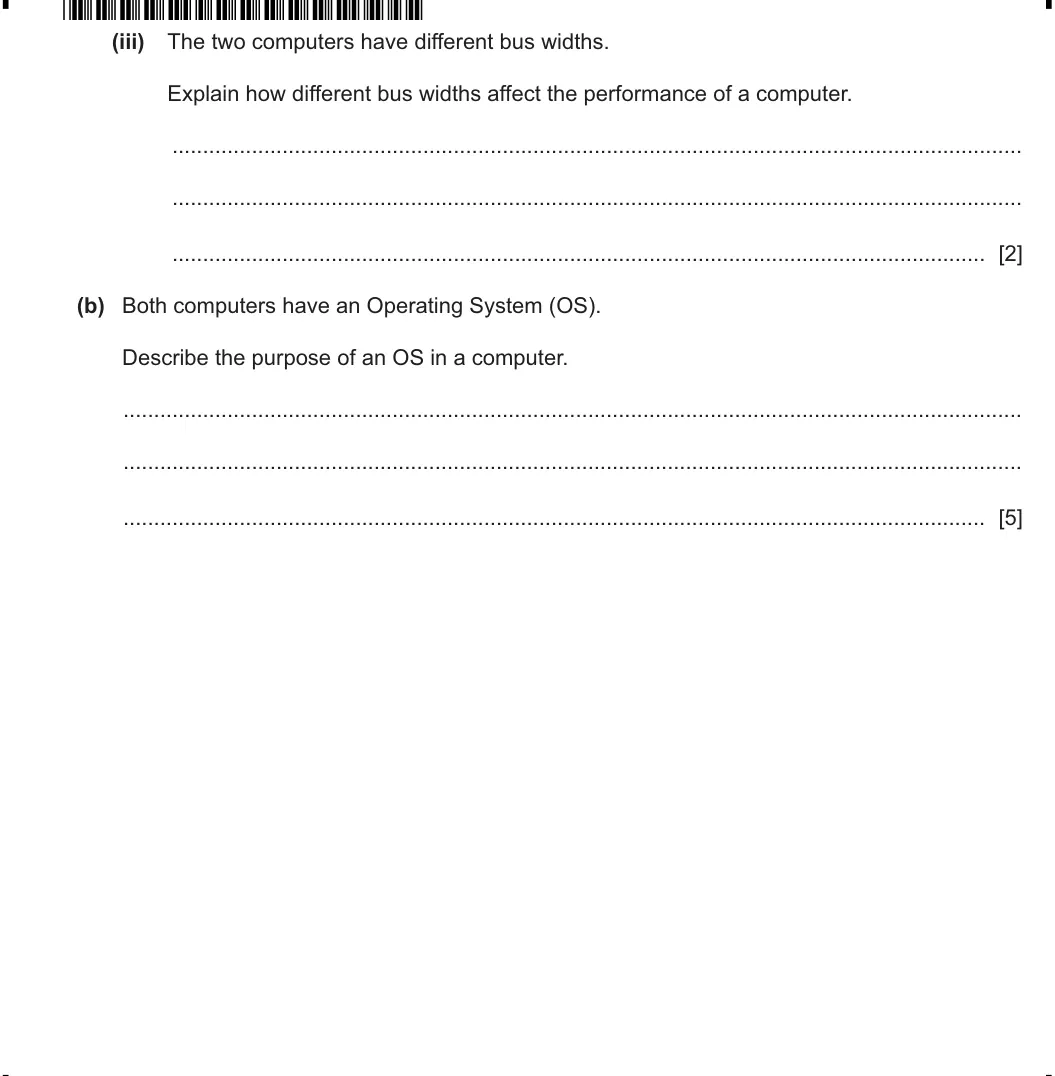 (iii) The two computers have different bus widths.
Explain how different bus widths affect the performance of a computer.
..........................................................................................................................................
..........................................................................................................................................
.................................................................................................................................... [2]
(b) Both computers have an Operating System (OS).
Describe the purpose of an OS in a computer.
..................................................................................................................................................
..................................................................................................................................................
............................................................................................................................................ [5]